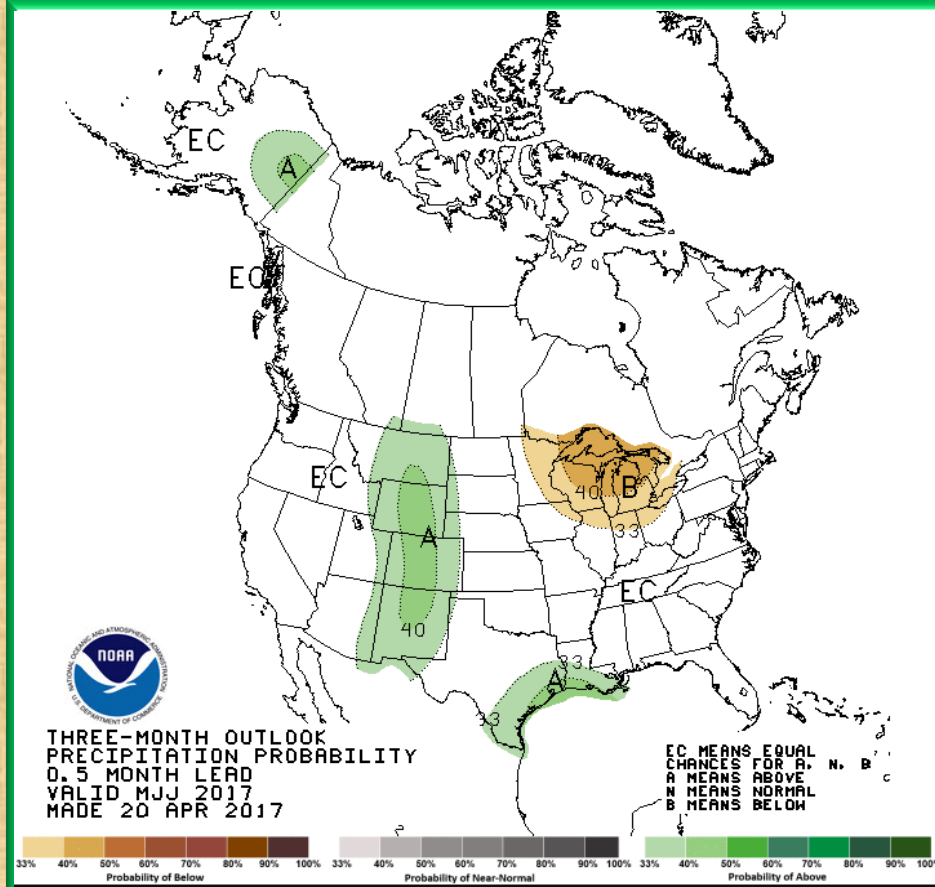 EC
A
EC
EC
A
40
40
B
33
EC
33
A
33
NATIONAL OCEANIC AND ATMOSPHERIC ADMINISTRATION
NOAA
U.S. DEPARTMENT OF COMMERCE
THREE-MONTH OUTLOOK
PRECIPITATION PROBABILITY
0.5 MONTH LEAD
VALID MJJ 2017
MADE 20 APR 2017
EC MEANS EQUAL
CHANCES FOR A, N, B
A MEANS ABOVE
N MEANS NORMAL
B MEANS BELOW
33% 40% 50% 60% 70% 80% 90% 100%
Probability of Below
33% 40% 50% 60% 70% 80% 90% 100%
Probability of Near-Normal
33% 40% 50% 60% 70% 80% 90% 100%
Probability of Above